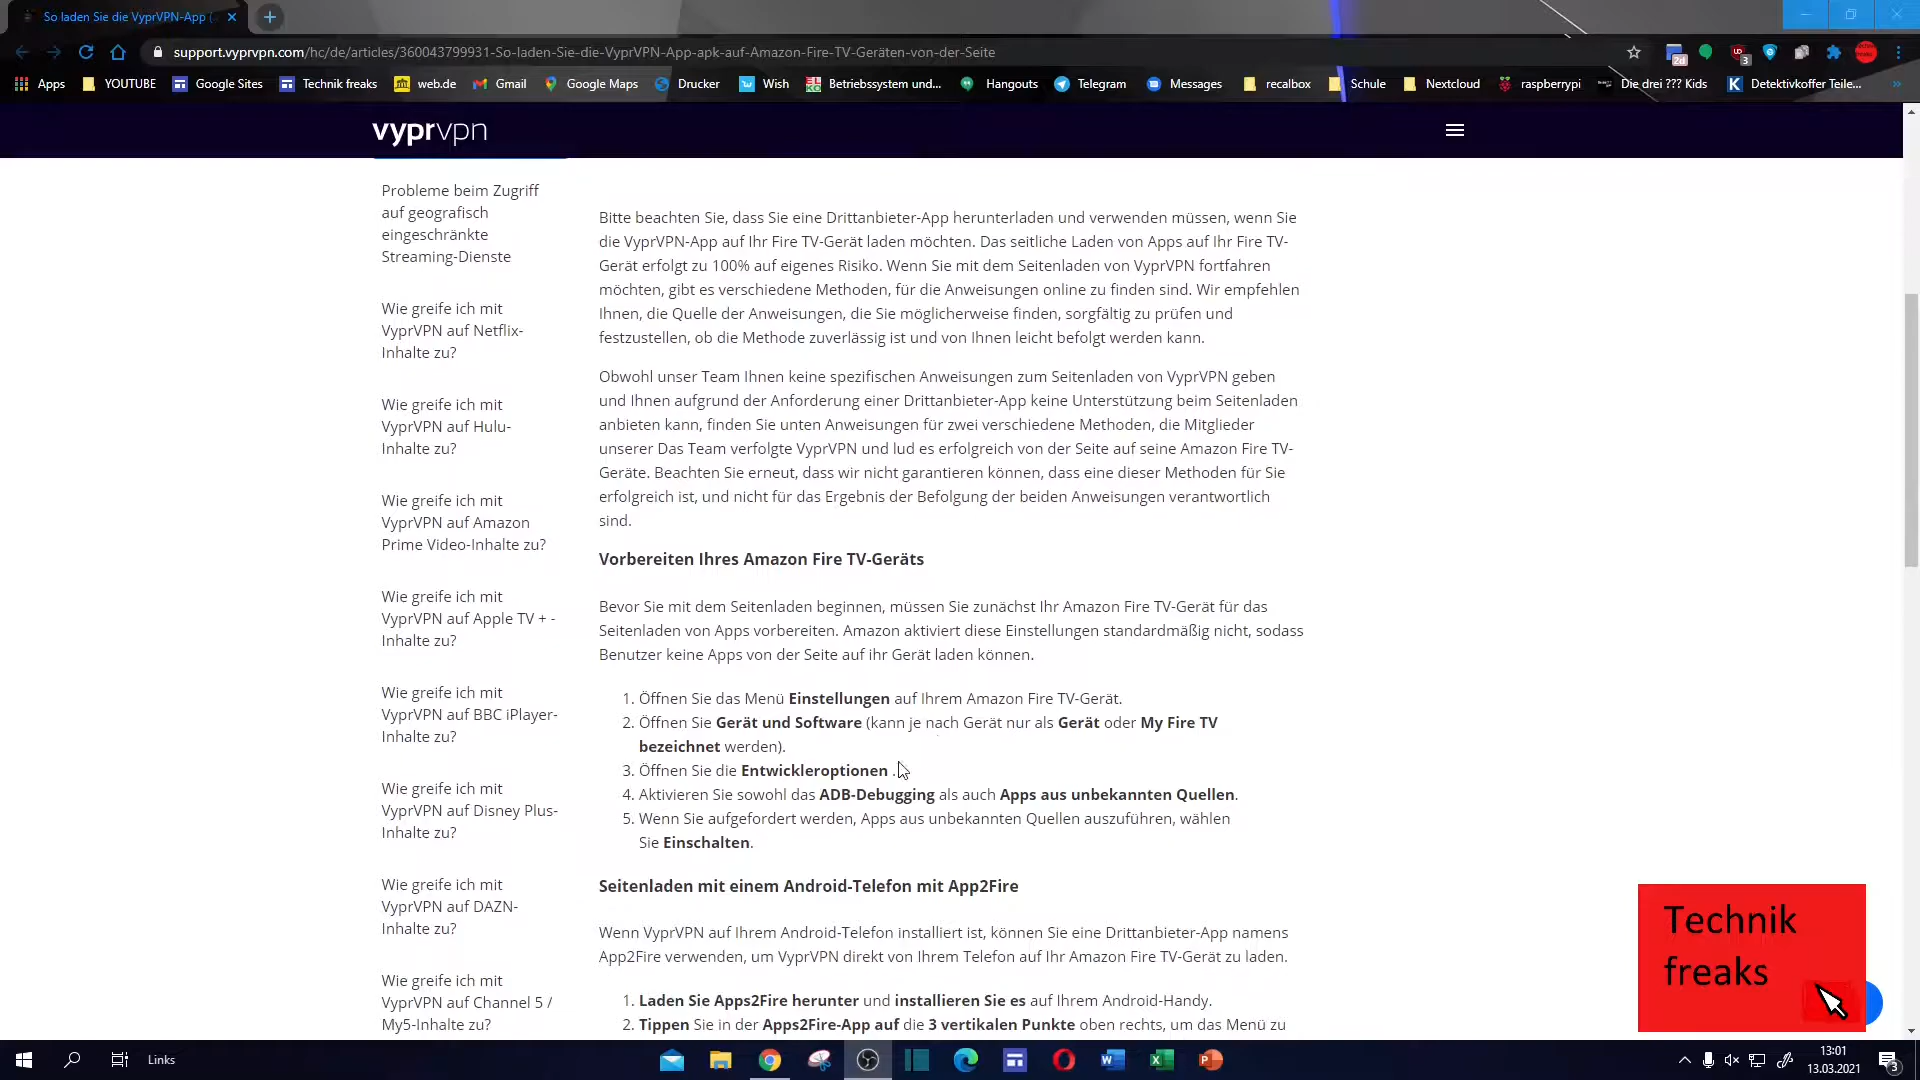 So laden Sie die VyprVPN-App (
support.vyprvpn.com/hc/de/articles/360043799931-So-laden-Sie-die-VyprVPN-App-apk-auf-Amazon-Fire-TV-Geräten-von-der-Seite
2d
3
Apps YOUTUBE Google Sites Technik freaks web.de Gmail Google Maps Drucker Wish Betriebssystem und... Hangouts Telegram Messages recalbox Schule Nextcloud raspberrypi Die drei ??? Kids Detektivkoffer Teile... »
vyprvpn
Probleme beim Zugriff
auf geografisch
eingeschränkte
Streaming-Dienste
Wie greife ich mit
VyprVPN auf Netflix-
Inhalte zu?
Wie greife ich mit
VyprVPN auf Hulu-
Inhalte zu?
Wie greife ich mit
VyprVPN auf Amazon
Prime Video-Inhalte zu?
Wie greife ich mit
VyprVPN auf Apple TV + -
Inhalte zu?
Wie greife ich mit
VyprVPN auf BBC iPlayer-
Inhalte zu?
Wie greife ich mit
VyprVPN auf Disney Plus-
Inhalte zu?
Wie greife ich mit
VyprVPN auf DAZN-
Inhalte zu?
Wie greife ich mit
VyprVPN auf Channel 5 /
My5-Inhalte zu?
Bitte beachten Sie, dass Sie eine Drittanbieter-App herunterladen und verwenden müssen, wenn Sie
die VyprVPN-App auf Ihr Fire TV-Gerät laden möchten. Das seitliche Laden von Apps auf Ihr Fire TV-
Gerät erfolgt zu 100% auf eigenes Risiko. Wenn Sie mit dem Seitenladen von VyprVPN fortfahren
möchten, gibt es verschiedene Methoden, für die Anweisungen online zu finden sind. Wir empfehlen
Ihnen, die Quelle der Anweisungen, die Sie möglicherweise finden, sorgfältig zu prüfen und
festzustellen, ob die Methode zuverlässig ist und von Ihnen leicht befolgt werden kann.
Obwohl unser Team Ihnen keine spezifischen Anweisungen zum Seitenladen von VyprVPN geben
und Ihnen aufgrund der Anforderung einer Drittanbieter-App keine Unterstützung beim Seitenladen
anbieten kann, finden Sie unten Anweisungen für zwei verschiedene Methoden, die Mitglieder
unserer Das Team verfolgte VyprVPN und lud es erfolgreich von der Seite auf seine Amazon Fire TV-
Geräte. Beachten Sie erneut, dass wir nicht garantieren können, dass eine dieser Methoden für Sie
erfolgreich ist, und nicht für das Ergebnis der Befolgung der beiden Anweisungen verantwortlich
sind.
Vorbereiten Ihres Amazon Fire TV-Geräts
Bevor Sie mit dem Seitenladen beginnen, müssen Sie zunächst Ihr Amazon Fire TV-Gerät für das
Seitenladen von Apps vorbereiten. Amazon aktiviert diese Einstellungen standardmäßig nicht, sodass
Benutzer keine Apps von der Seite auf ihr Gerät laden können.
1. Öffnen Sie das Menü Einstellungen auf Ihrem Amazon Fire TV-Gerät.
2. Öffnen Sie Gerät und Software (kann je nach Gerät nur als Gerät oder My Fire TV
bezeichnet werden).
3. Öffnen Sie die Entwickleroptionen .
4. Aktivieren Sie sowohl das ADB-Debugging als auch Apps aus unbekannten Quellen.
5. Wenn Sie aufgefordert werden, Apps aus unbekannten Quellen auszuführen, wählen
Sie Einschalten.
Seitenladen mit einem Android-Telefon mit App2Fire
Wenn VyprVPN auf Ihrem Android-Telefon installiert ist, können Sie eine Drittanbieter-App namens
App2Fire verwenden, um VyprVPN direkt von Ihrem Telefon auf Ihr Amazon Fire TV-Gerät zu laden.
1. Laden Sie Apps2Fire herunter und installieren Sie es auf Ihrem Android-Handy.
2. Tippen Sie in der Apps2Fire-App auf die 3 vertikalen Punkte oben rechts, um das Menü zu
Technik
freaks
Links
13:01
13.03.2021
3